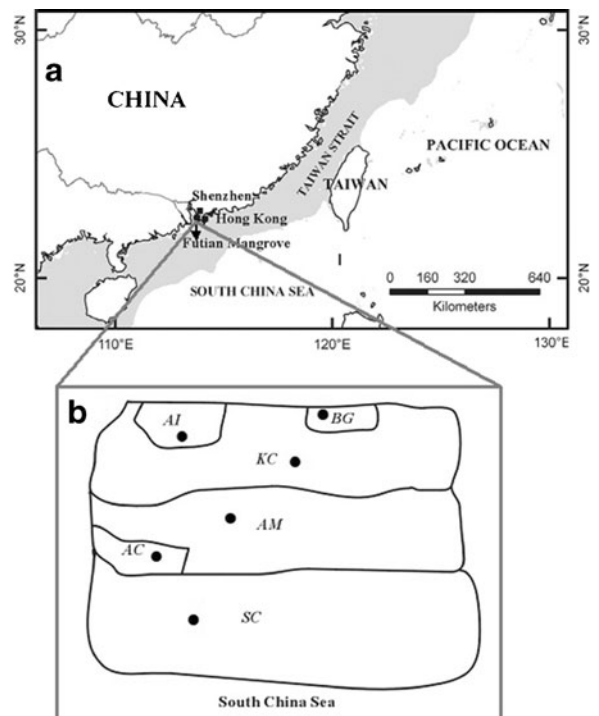 30°N
30°N
a
CHINA
TAIWAN STRAIT
PACIFIC OCEAN
TAIWAN
Shenzhen
Hong Kong
Futian Mangrove
20°N
20°N
SOUTH CHINA SEA
0 160 320 640
Kilometers
110°E
120°E
130°E
b
AI
BG
KC
AM
AC
SC
South China Sea